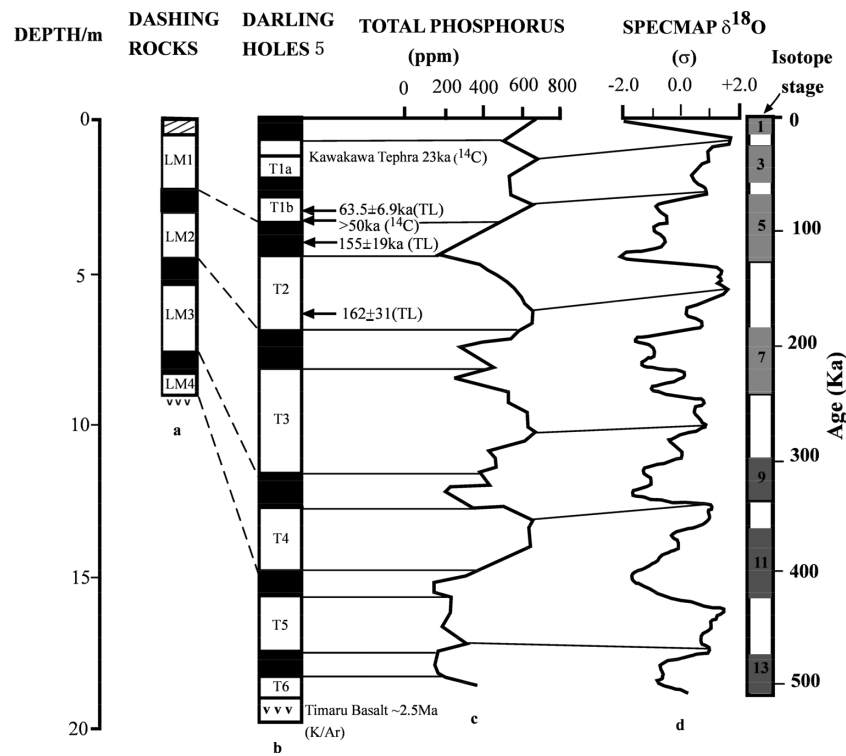 DEPTH/m
DASHING
ROCKS
DARLING
HOLES 5
TOTAL PHOSPHORUS
(ppm)
SPECMAP δ¹⁸O
(σ)
Isotope
stage
0 200 400 600 800
-2.0 0.0 +2.0
0
5
10
15
20
LM1
LM2
LM3
LM4
v v v
a
T1a
T1b
T2
T3
T4
T5
T6
v v v
b
Kawakawa Tephra 23ka (¹⁴C)
63.5±6.9ka(TL)
>50ka (¹⁴C)
155±19ka (TL)
162±31(TL)
Timaru Basalt ~2.5Ma
(K/Ar)
c
d
1
3
5
7
9
11
13
0
100
200
300
400
500
Age (Ka)